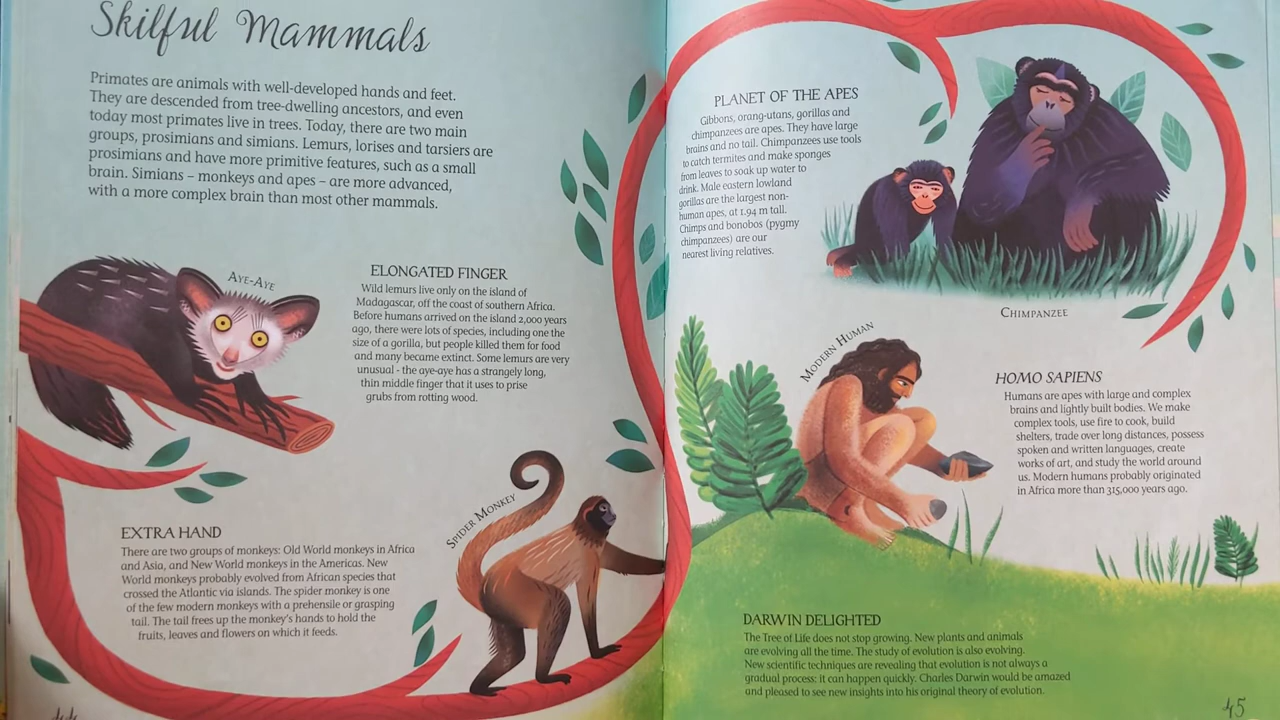 Skilful Mammals
Primates are animals with well-developed hands and feet.
They are descended from tree-dwelling ancestors, and even
today most primates live in trees. Today, there are two main
groups, prosimians and simians. Lemurs, lorises and tarsiers are
prosimians and have more primitive features, such as a small
brain. Simians – monkeys and apes – are more advanced,
with a more complex brain than most other mammals.
AYE-AYE
ELONGATED FINGER
Wild lemurs live only on the island of
Madagascar, off the coast of southern Africa.
Before humans arrived on the island 2,000 years
ago, there were lots of species, including one the
size of a gorilla, but people killed them for food
and many became extinct. Some lemurs are very
unusual - the aye-aye has a strangely long,
thin middle finger that it uses to prise
grubs from rotting wood.
EXTRA HAND
There are two groups of monkeys: Old World monkeys in Africa
and Asia, and New World monkeys in the Americas. New
World monkeys probably evolved from African species that
crossed the Atlantic via islands. The spider monkey is one
of the few modern monkeys with a prehensile or grasping
tail. The tail frees up the monkey's hands to hold the
fruits, leaves and flowers on which it feeds.
SPIDER MONKEY
44
PLANET OF THE APES
Gibbons, orang-utans, gorillas and
chimpanzees are apes. They have large
brains and no tail. Chimpanzees use tools
to catch termites and make sponges
from leaves to soak up water to
drink. Male eastern lowland
gorillas are the largest non-
human apes, at 1.94 m tall.
Chimps and bonobos (pygmy
chimpanzees) are our
nearest living relatives.
CHIMPANZEE
MODERN HUMAN
HOMO SAPIENS
Humans are apes with large and complex
brains and lightly built bodies. We make
complex tools, use fire to cook, build
shelters, trade over long distances, possess
spoken and written languages, create
works of art, and study the world around
us. Modern humans probably originated
in Africa more than 315,000 years ago.
DARWIN DELIGHTED
The Tree of Life does not stop growing. New plants and animals
are evolving all the time. The study of evolution is also evolving.
New scientific techniques are revealing that evolution is not always a
gradual process: it can happen quickly. Charles Darwin would be amazed
and pleased to see new insights into his original theory of evolution.
45